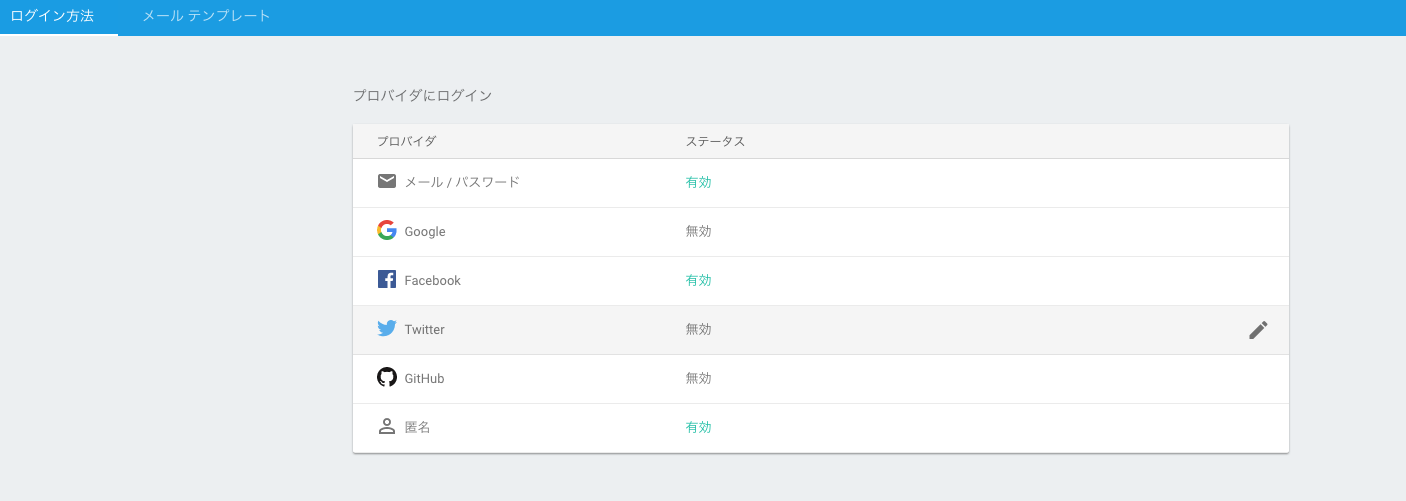 ログイン方法 メール テンプレート
プロバイダにログイン
プロバイダ ステータス
メール / パスワード 有効
Google 無効
Facebook 有効
Twitter 無効
GitHub 無効
匿名 有効